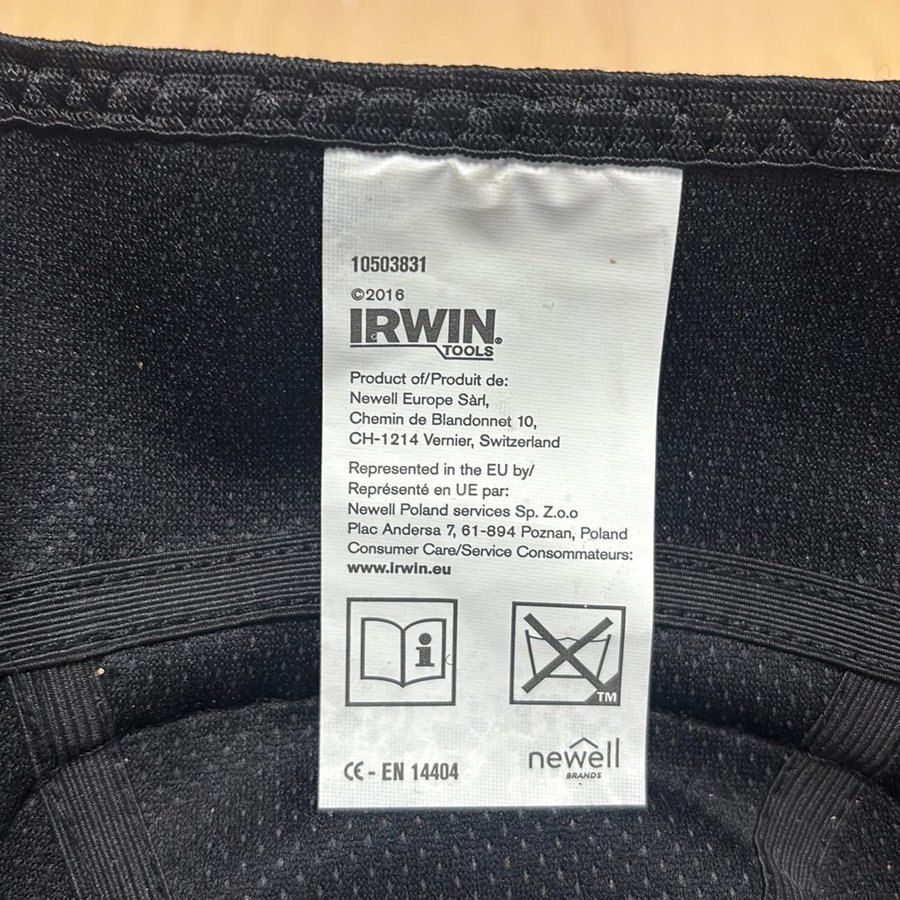 10503831
©2016
IRWIN®
TOOLS
Product of/Produit de:
Newell Europe Sàrl,
Chemin de Blandonnet 10,
CH-1214 Vernier, Switzerland
Represented in the EU by/
Représenté en UE par:
Newell Poland services Sp. Z.o.o
Plac Andersa 7, 61-894 Poznan, Poland
Consumer Care/Service Consommateurs:
www.irwin.eu
i
TM
CE - EN 14404
newell
BRANDS